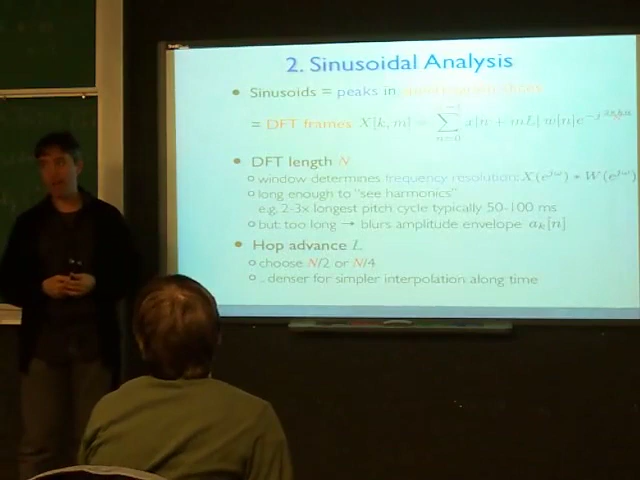 2. Sinusoidal Analysis
• Sinusoids = peaks in
= DFT frames X[k, m] = ∑ x[n + mL] w[n]e
n=0
• DFT length N
window determines frequency resolution: X(e^{jω}) ∗ W(e^{jω})
long enough to "see harmonics"
e.g. 2-3x longest pitch cycle typically 50-100 ms
but: too long → blurs amplitude envelope a_k[n]
• Hop advance L
choose N/2 or N/4
.. denser for simpler interpolation along time